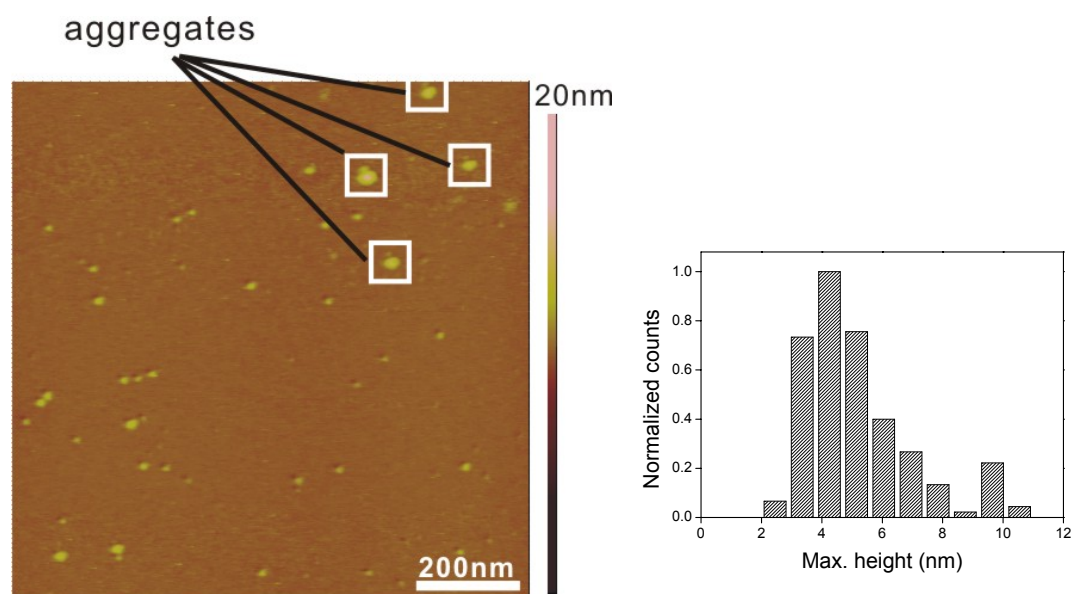 aggregates
20nm
200nm
1.0
0.8
0.6
0.4
0.2
0.0
0 2 4 6 8 10 12
Normalized counts
Max. height (nm)